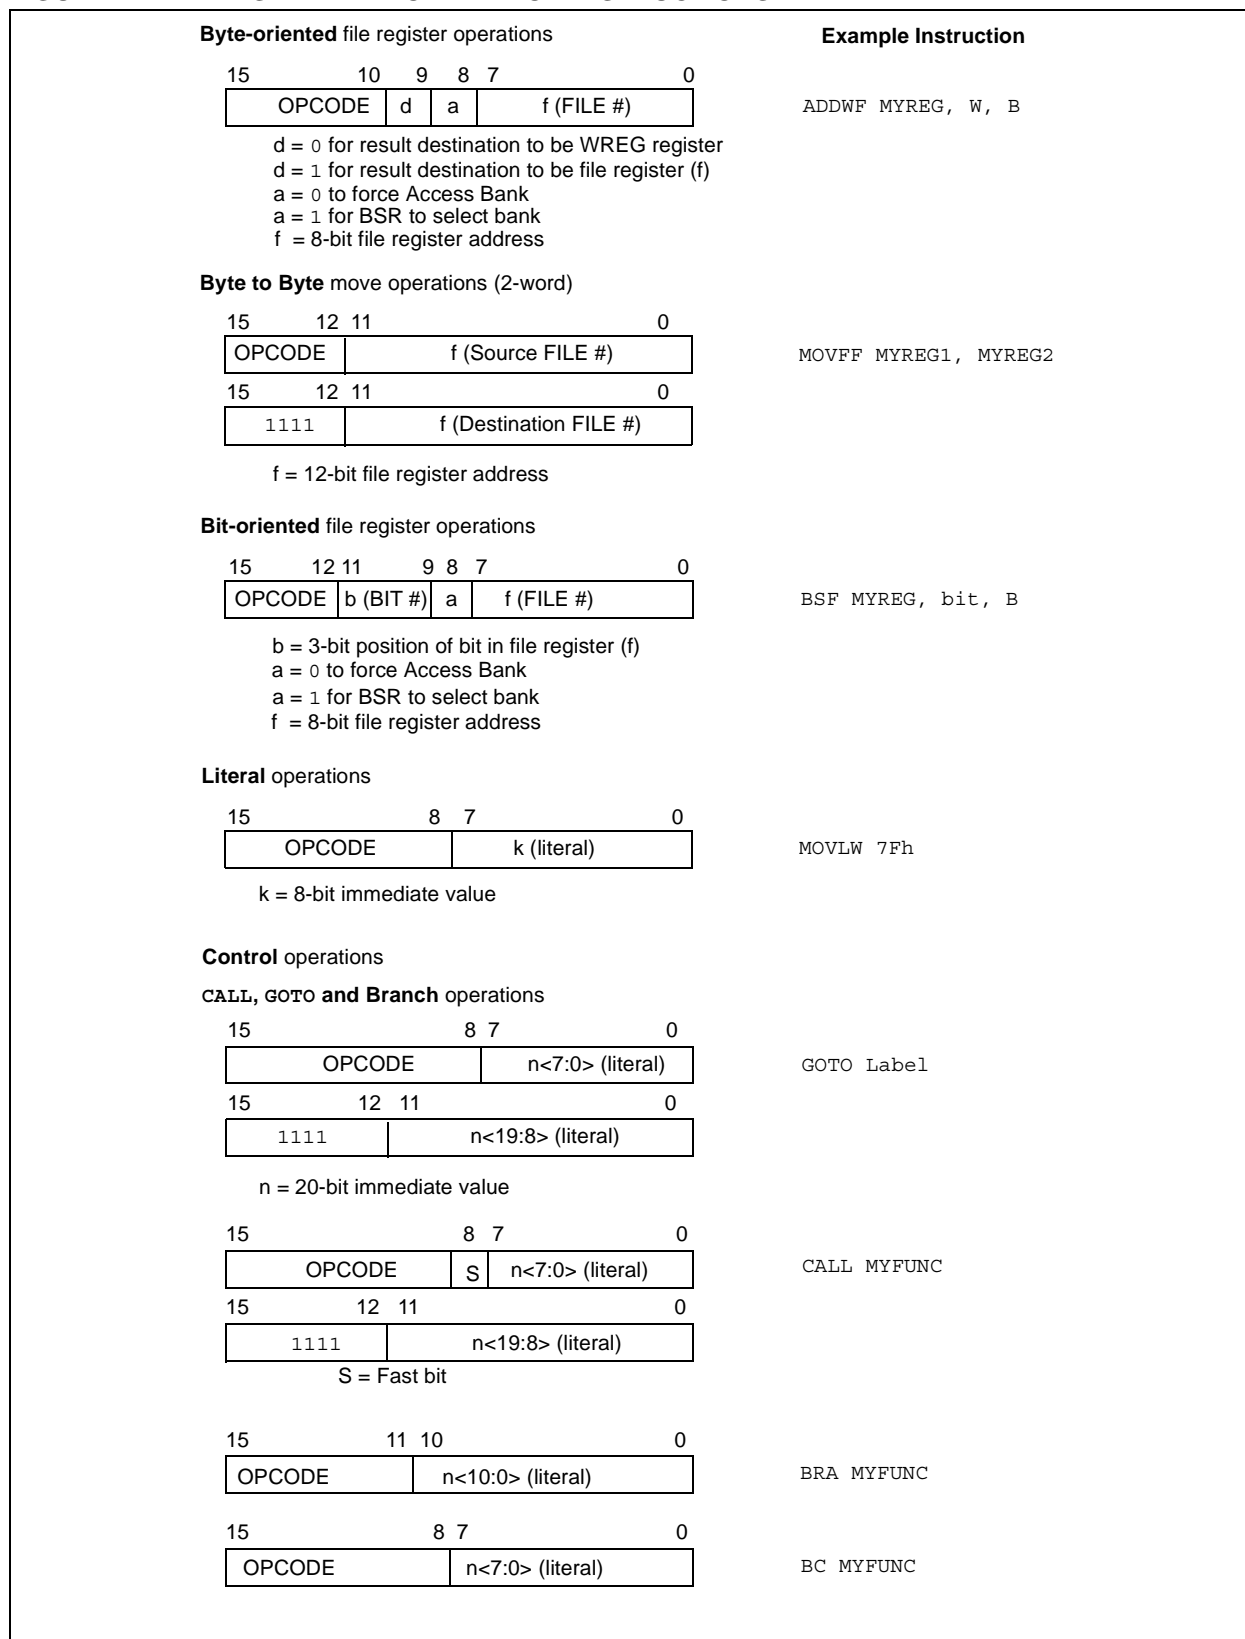 Byte-oriented file register operations Example Instruction
15 10 9 8 7 0
OPCODE d a f (FILE #) ADDWF MYREG, W, B
d = 0 for result destination to be WREG register
d = 1 for result destination to be file register (f)
a = 0 to force Access Bank
a = 1 for BSR to select bank
f = 8-bit file register address
Byte to Byte move operations (2-word)
15 12 11 0
OPCODE f (Source FILE #) MOVFF MYREG1, MYREG2
15 12 11 0
1111 f (Destination FILE #)
f = 12-bit file register address
Bit-oriented file register operations
15 12 11 9 8 7 0
OPCODE b (BIT #) a f (FILE #) BSF MYREG, bit, B
b = 3-bit position of bit in file register (f)
a = 0 to force Access Bank
a = 1 for BSR to select bank
f = 8-bit file register address
Literal operations
15 8 7 0
OPCODE k (literal) MOVLW 7Fh
k = 8-bit immediate value
Control operations
CALL, GOTO and Branch operations
15 8 7 0
OPCODE n<7:0> (literal) GOTO Label
15 12 11 0
1111 n<19:8> (literal)
n = 20-bit immediate value
15 8 7 0
OPCODE S n<7:0> (literal) CALL MYFUNC
15 12 11 0
1111 n<19:8> (literal)
S = Fast bit
15 11 10 0
OPCODE n<10:0> (literal) BRA MYFUNC
15 8 7 0
OPCODE n<7:0> (literal) BC MYFUNC